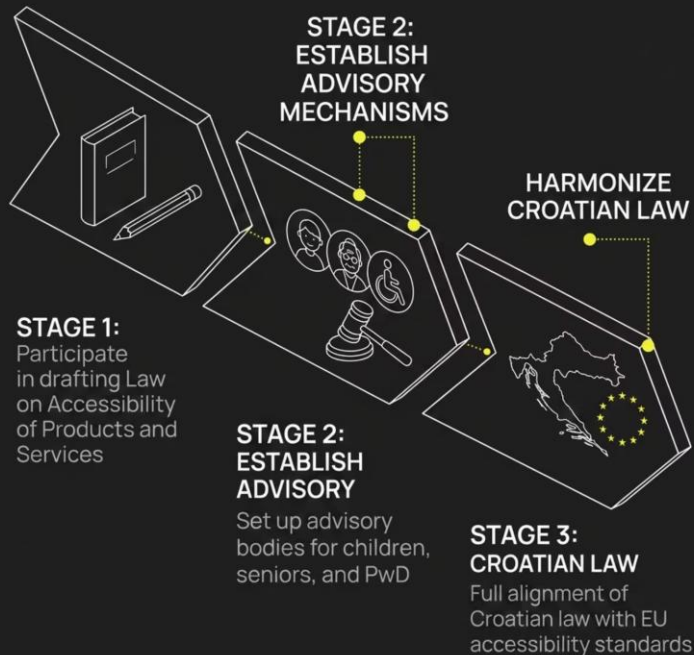 STAGE 2:
ESTABLISH
ADVISORY
MECHANISMS
HARMONIZE
CROATIAN LAW
STAGE 1:
Participate
in drafting Law
on Accessibility
of Products and
Services
STAGE 2:
ESTABLISH
ADVISORY
Set up advisory
bodies for children,
seniors, and PwD
STAGE 3:
CROATIAN LAW
Full alignment of
Croatian law with EU
accessibility standards